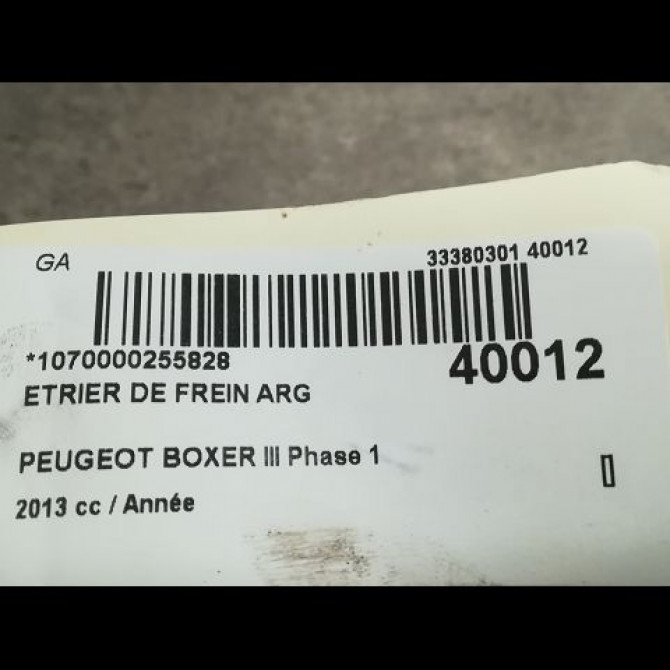 GA
33380301 40012
*1070000255828
40012
ETRIER DE FREIN ARG
PEUGEOT BOXER III Phase 1
2013 cc / Année